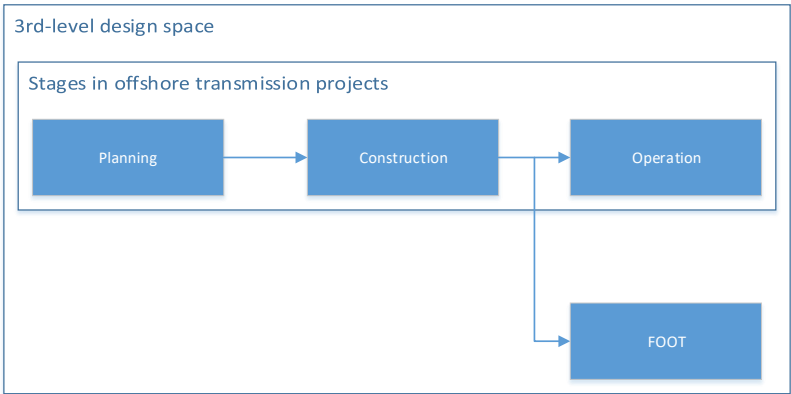 3rd-level design space
Stages in offshore transmission projects
Planning
Construction
Operation
FOOT